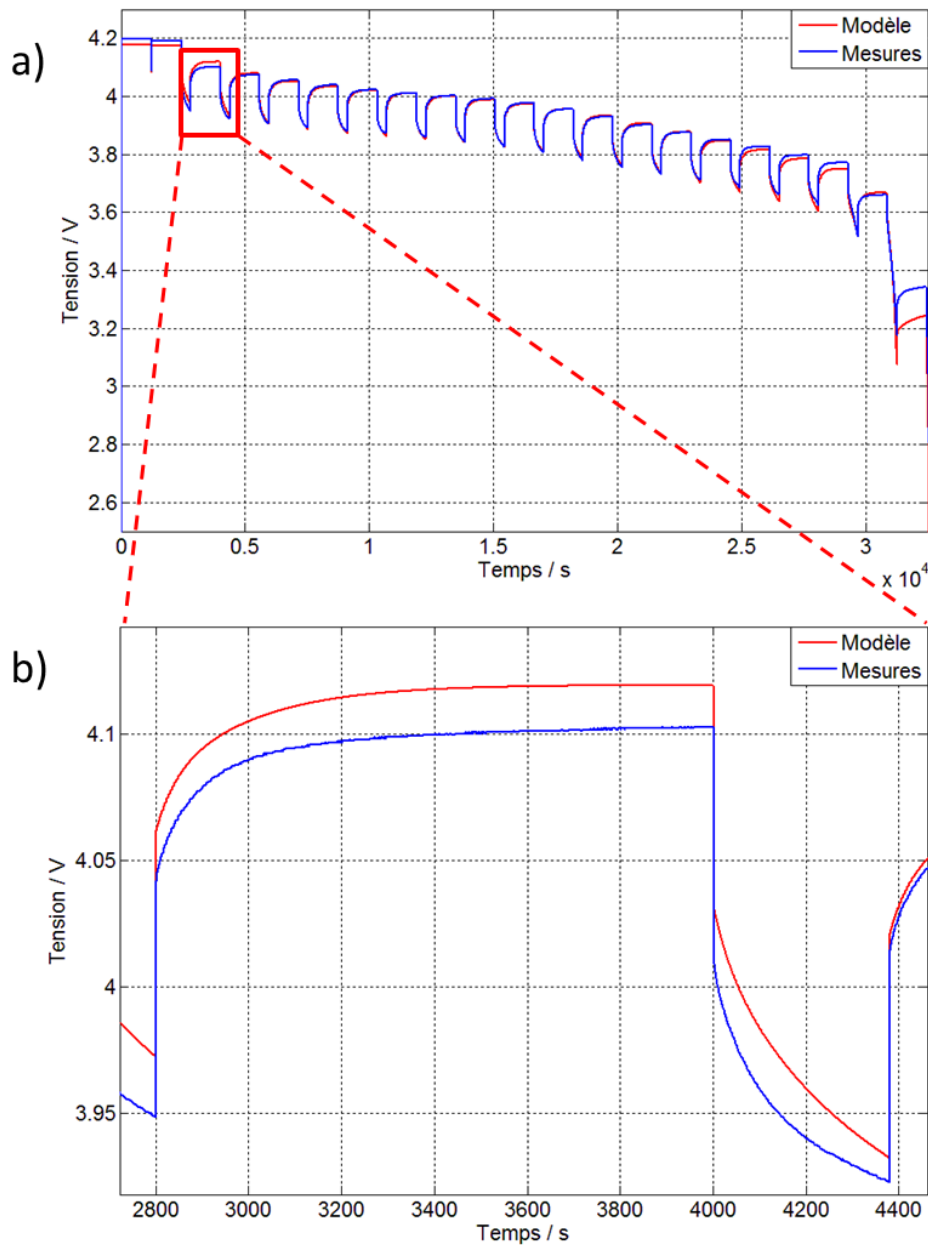 a)
Modèle
Mesures
Tension / V
4.2
4
3.8
3.6
3.4
3.2
3
2.8
2.6
0 0.5 1 1.5 2 2.5 3
Temps / s
x 10⁴
b)
Modèle
Mesures
Tension / V
4.1
4.05
4
3.95
2800 3000 3200 3400 3600 3800 4000 4200 4400
Temps / s